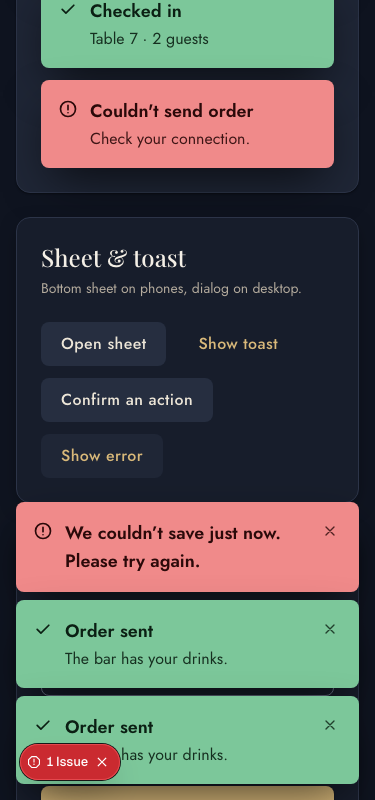 Checked in
Table 7 · 2 guests
Couldn't send order
Check your connection.
Sheet & toast
Bottom sheet on phones, dialog on desktop.
Open sheet
Show toast
Confirm an action
Show error
We couldn’t save just now.
Please try again.
Order sent
The bar has your drinks.
Order sent
has your drinks.
1 Issue